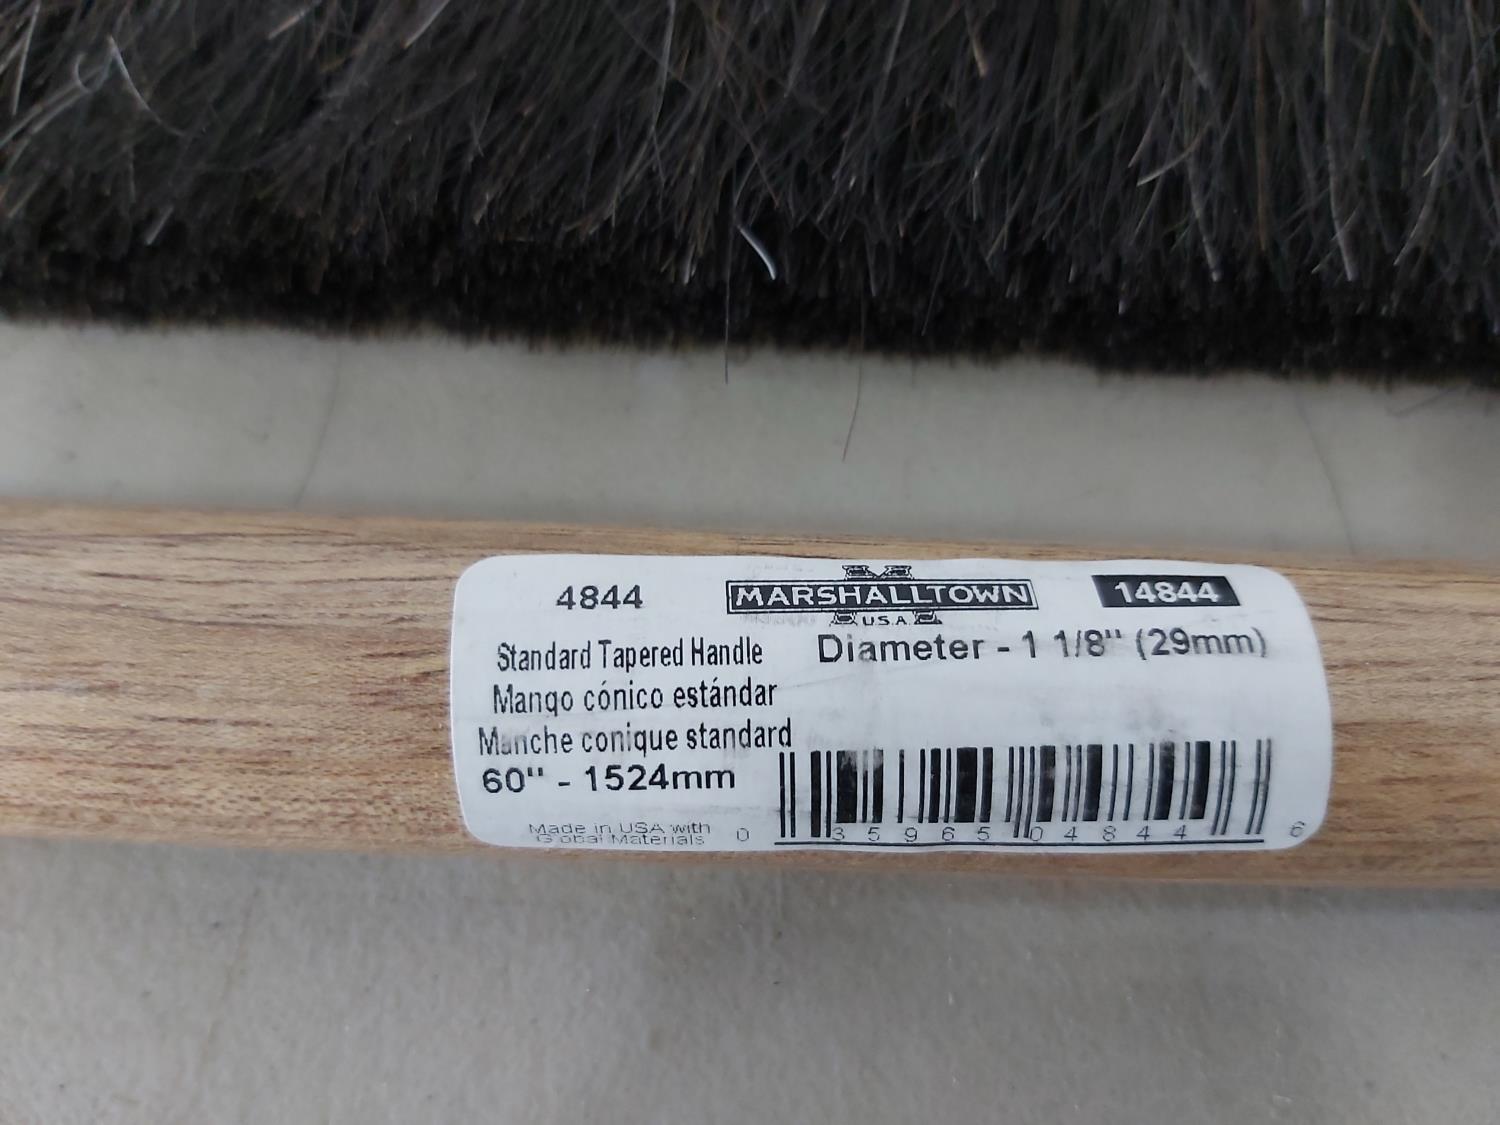 4844
MARSHALLTOWN
U.S.A.
14844
Standard Tapered Handle
Diameter - 1 1/8" (29mm)
Mango cónico estándar
Manche conique standard
60" - 1524mm
Made in USA with
Global Materials
0 35965 04844 6